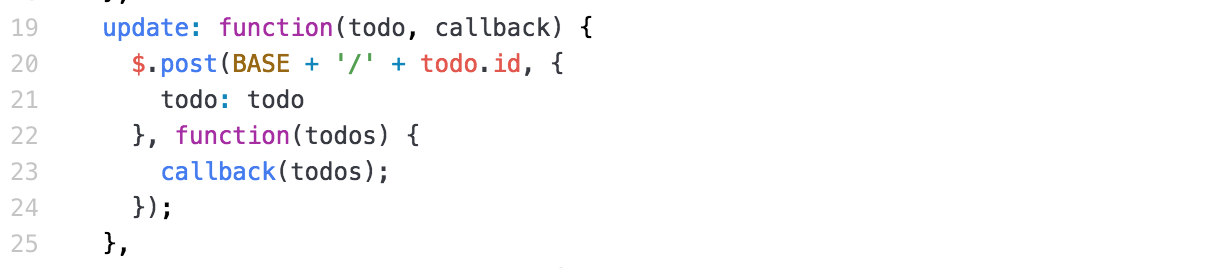 19    update: function(todo, callback) {
20      $.post(BASE + '/' + todo.id, {
21        todo: todo
22      }, function(todos) {
23        callback(todos);
24      });
25    },